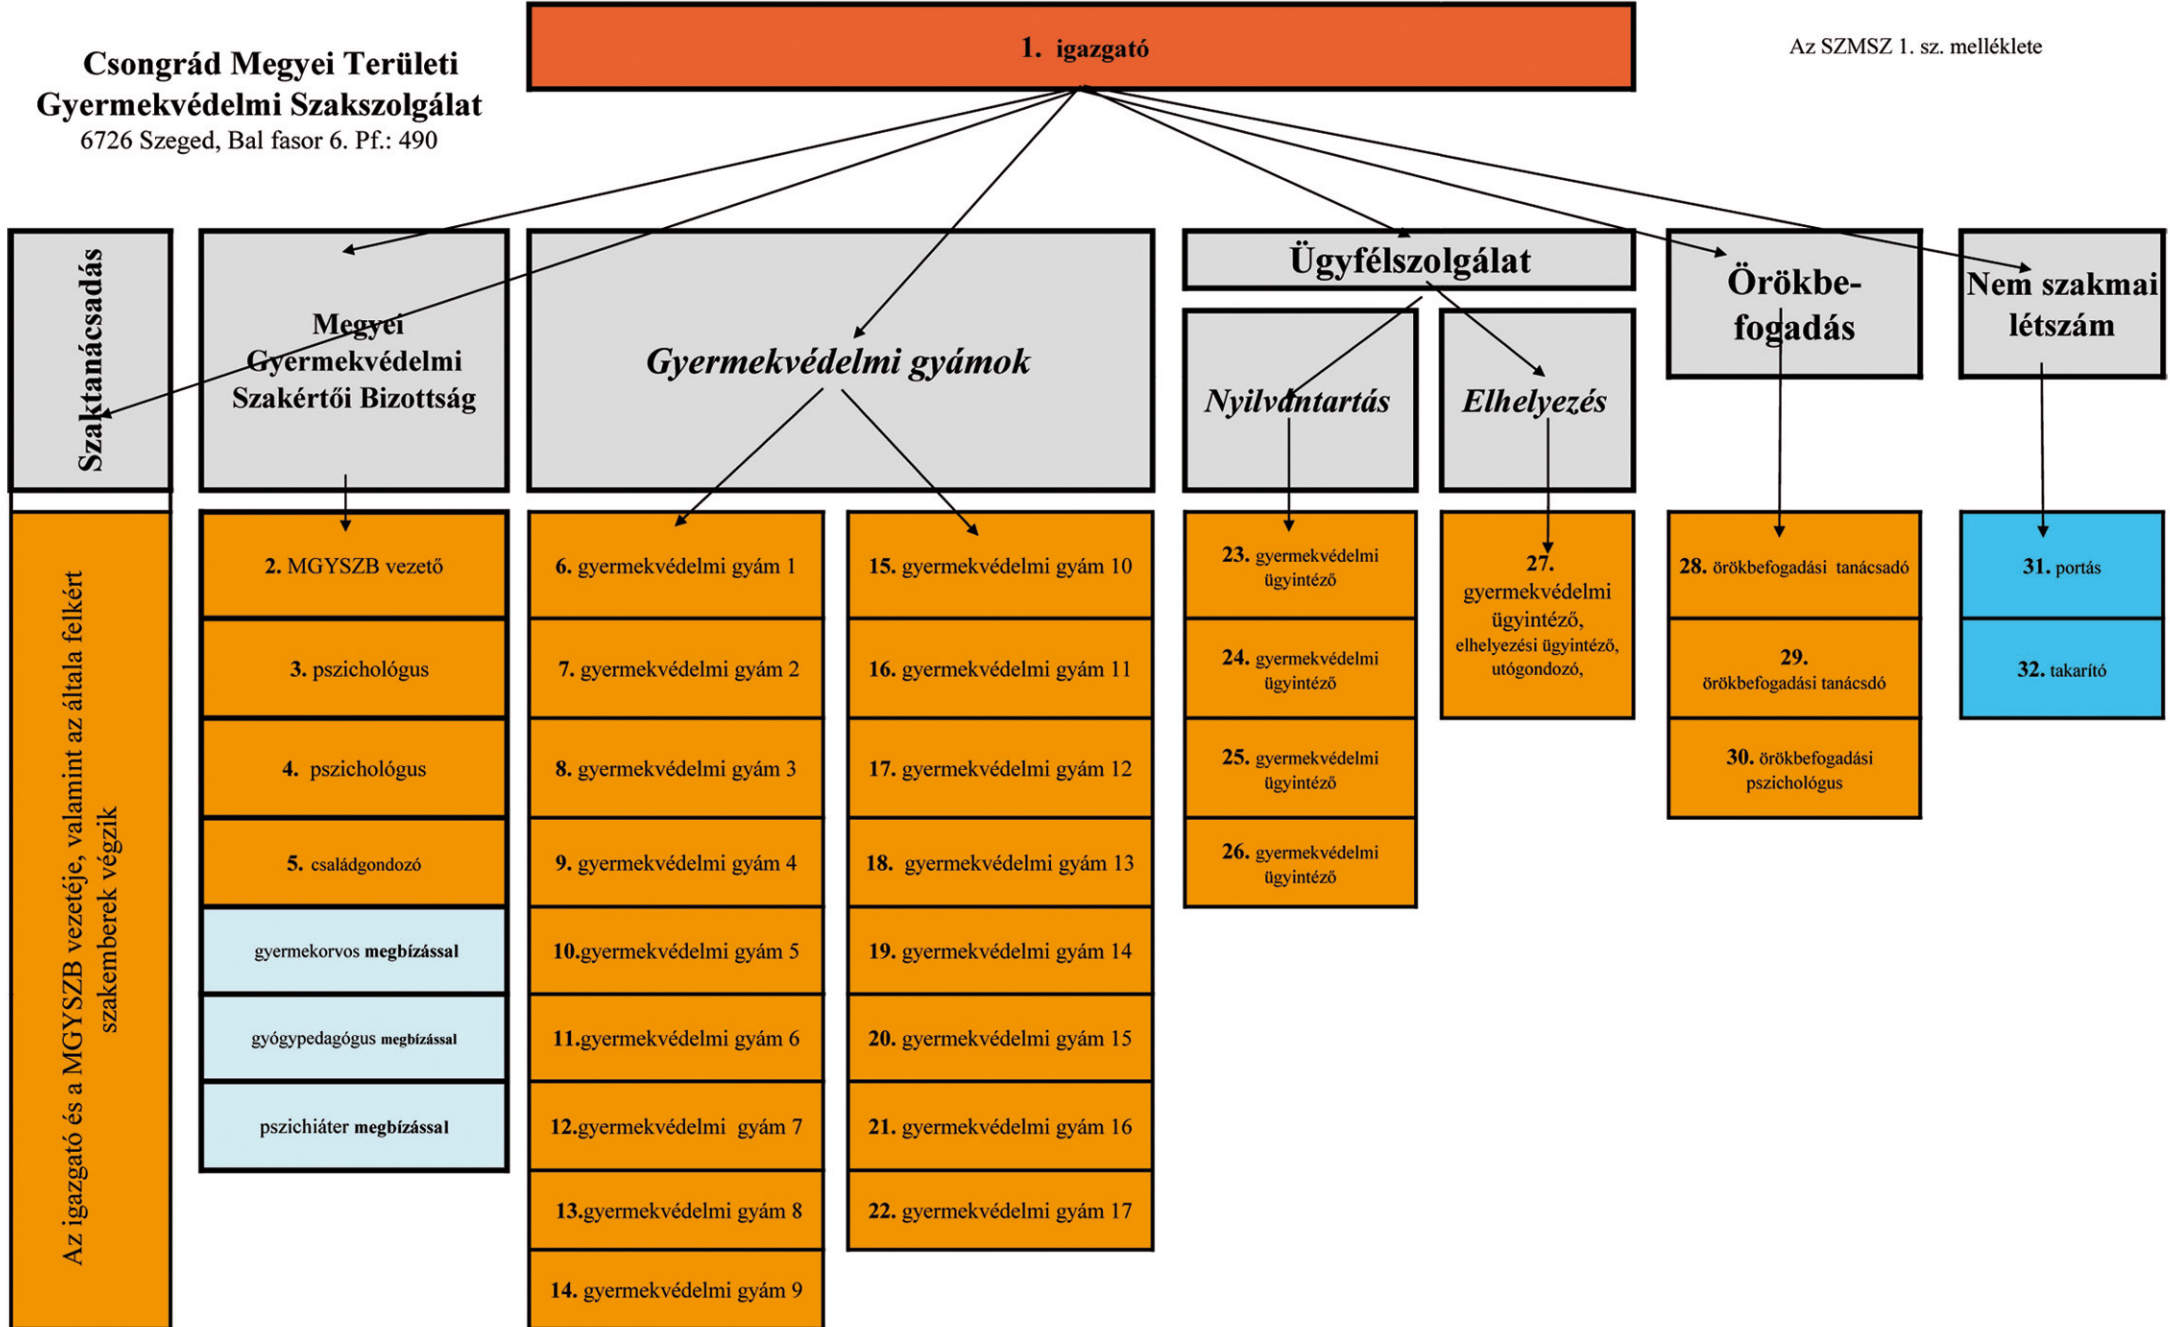 Csongrád Megyei Területi
Gyermekvédelmi Szakszolgálat
6726 Szeged, Bal fasor 6. Pf.: 490
1. igazgató
Az SZMSZ 1. sz. melléklete
Szaktanácsadás
Az igazgató és a MGYSZB vezetéje, valamint az általa felkért
szakemberek végzik
Megyei
Gyermekvédelmi
Szakértői Bizottság
2. MGYSZB vezető
3. pszichológus
4. pszichológus
5. családgondozó
gyermekorvos megbízással
gyógypedagógus megbízással
pszichiáter megbízással
Gyermekvédelmi gyámok
6. gyermekvédelmi gyám 1
7. gyermekvédelmi gyám 2
8. gyermekvédelmi gyám 3
9. gyermekvédelmi gyám 4
10.gyermekvédelmi gyám 5
11.gyermekvédelmi gyám 6
12.gyermekvédelmi gyám 7
13.gyermekvédelmi gyám 8
14. gyermekvédelmi gyám 9
15. gyermekvédelmi gyám 10
16. gyermekvédelmi gyám 11
17. gyermekvédelmi gyám 12
18. gyermekvédelmi gyám 13
19. gyermekvédelmi gyám 14
20. gyermekvédelmi gyám 15
21. gyermekvédelmi gyám 16
22. gyermekvédelmi gyám 17
Ügyfélszolgálat
Nyilvántartás
23. gyermekvédelmi
ügyintéző
24. gyermekvédelmi
ügyintéző
25. gyermekvédelmi
ügyintéző
26. gyermekvédelmi
ügyintéző
Elhelyezés
27.
gyermekvédelmi
ügyintéző,
elhelyezési ügyintéző,
utógondozó,
Örökbe-
fogadás
28. örökbefogadási tanácsadó
29.
örökbefogadási tanácsdó
30. örökbefogadási
pszichológus
Nem szakmai
létszám
31. portás
32. takarító